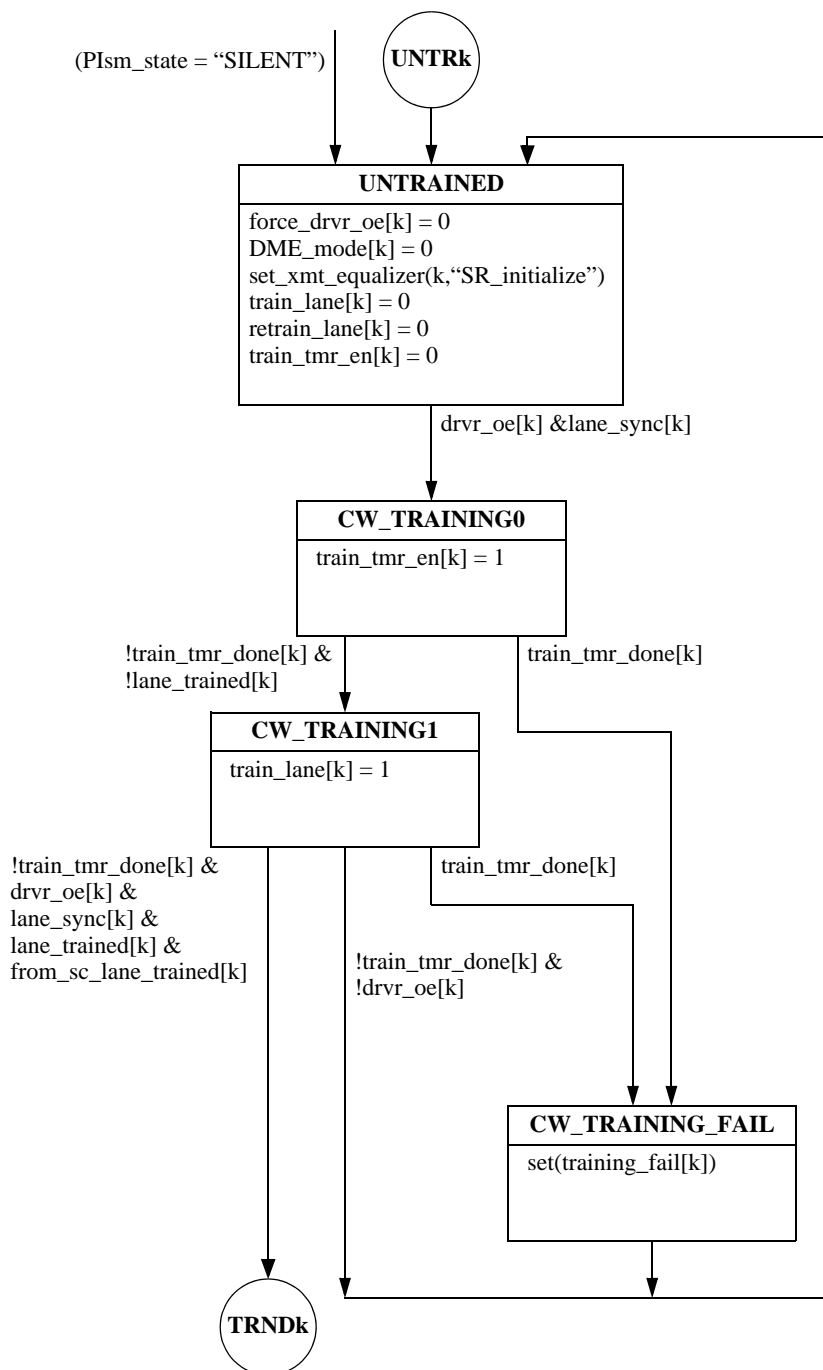 (PIsm_state = “SILENT”)
UNTRk
UNTRAINED
force_drvr_oe[k] = 0
DME_mode[k] = 0
set_xmt_equalizer(k,“SR_initialize”)
train_lane[k] = 0
retrain_lane[k] = 0
train_tmr_en[k] = 0
drvr_oe[k] &lane_sync[k]
CW_TRAINING0
train_tmr_en[k] = 1
!train_tmr_done[k] &
!lane_trained[k]
train_tmr_done[k]
CW_TRAINING1
train_lane[k] = 1
!train_tmr_done[k] &
drvr_oe[k] &
lane_sync[k] &
lane_trained[k] &
from_sc_lane_trained[k]
train_tmr_done[k]
!train_tmr_done[k] &
!drvr_oe[k]
CW_TRAINING_FAIL
set(training_fail[k])
TRNDk